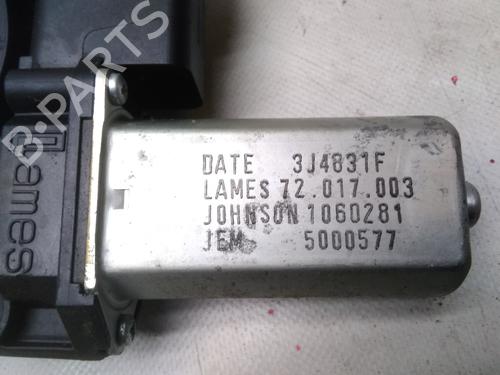 B-PARTS
Lames
DATE 3J4831F
LAMES 72.017.003
JOHNSON 1060281
JEM 5000577